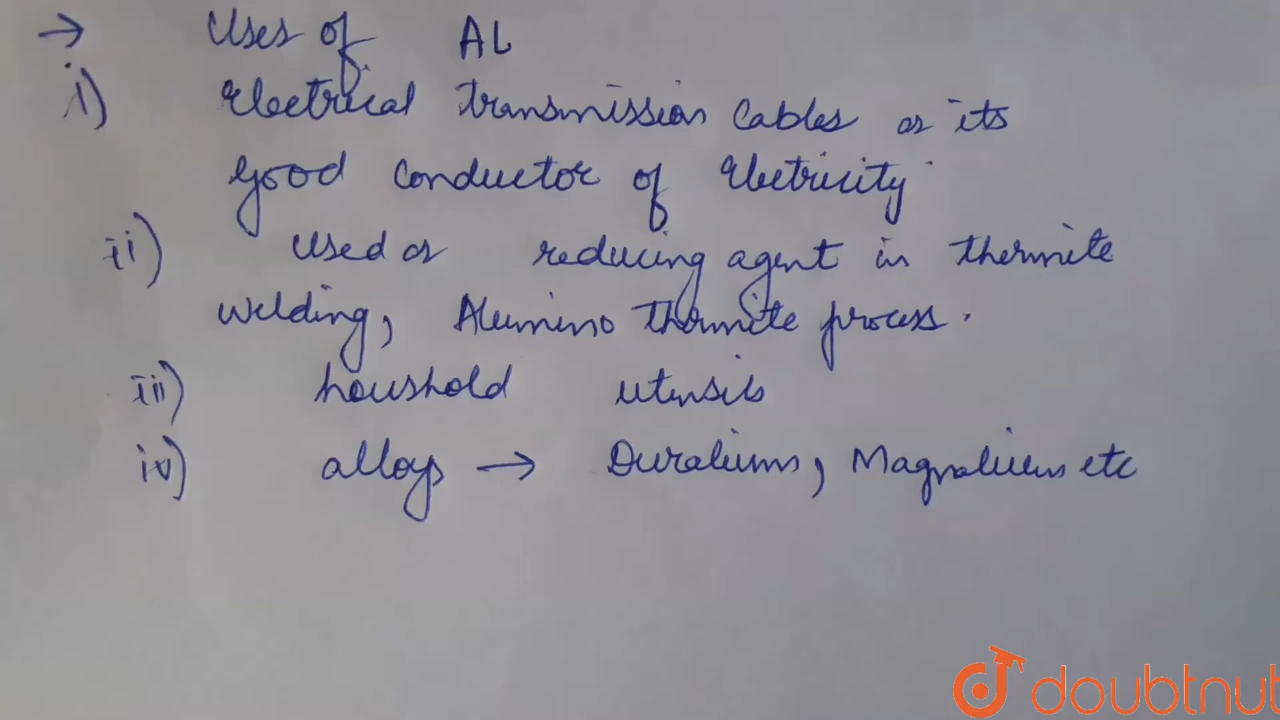 → Uses of Al
i) Electrical transmission Cables as its
good conductor of Electricity
ii) Used as reducing agent in thermite
welding, Alumino thermite process.
iii) houshold utensils
iv) alloys → Duralium, Magnalium etc
doubtnut